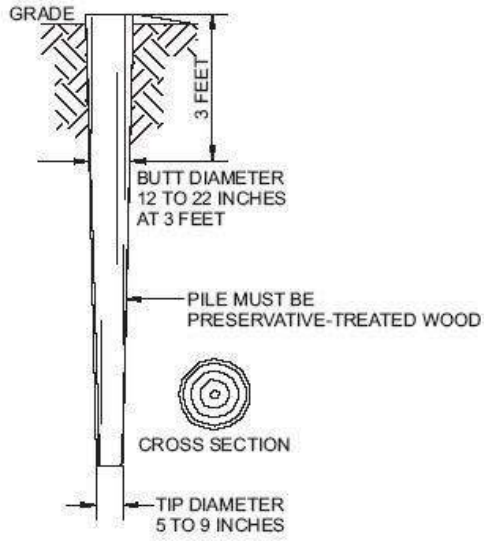 GRADE
3 FEET
BUTT DIAMETER
12 TO 22 INCHES
AT 3 FEET
PILE MUST BE
PRESERVATIVE-TREATED WOOD
CROSS SECTION
TIP DIAMETER
5 TO 9 INCHES